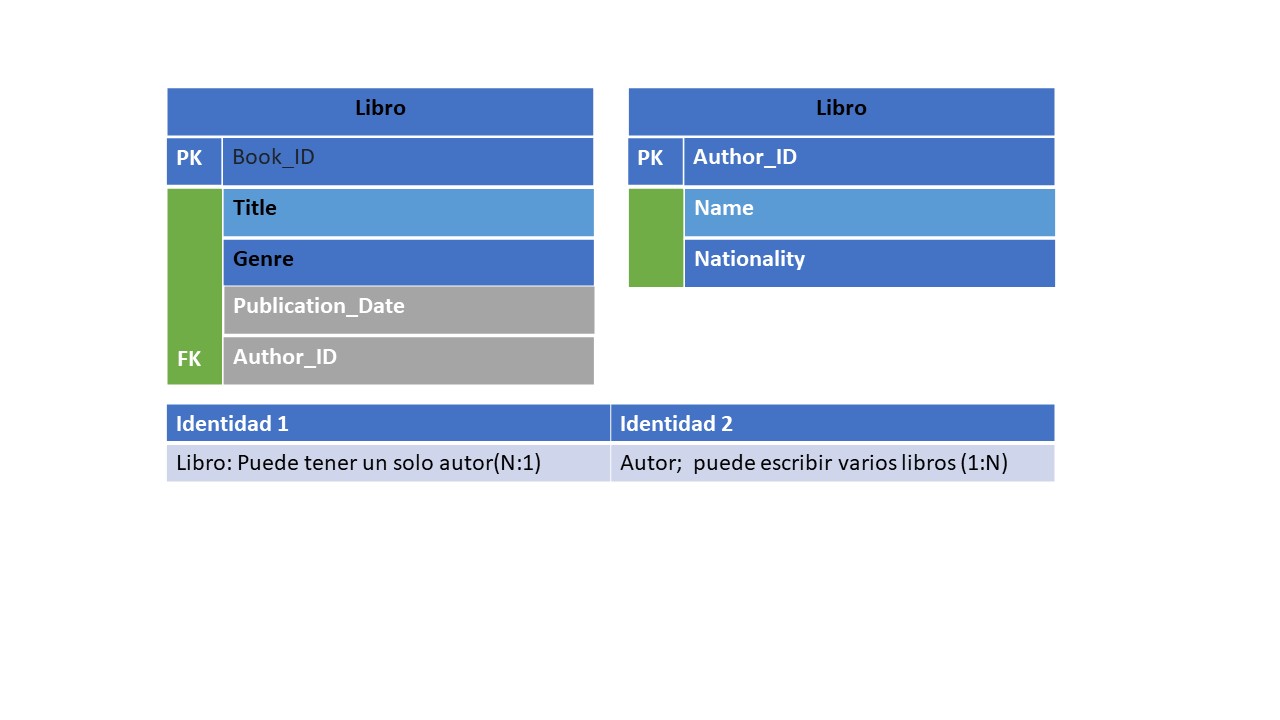 Libro
PK Book_ID
Title
Genre
Publication_Date
FK Author_ID
Libro
PK Author_ID
Name
Nationality
Identidad 1 Identidad 2
Libro: Puede tener un solo autor(N:1) Autor; puede escribir varios libros (1:N)